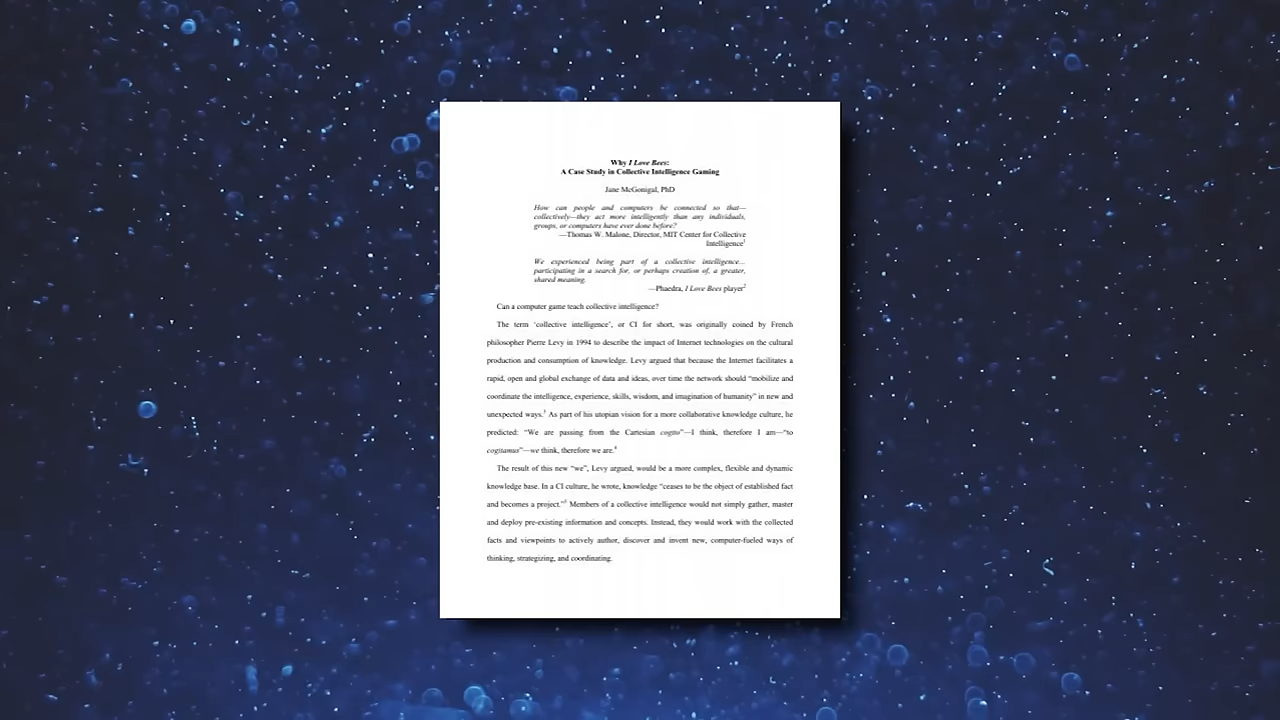 Why I Love Bees:
A Case Study in Collective Intelligence Gaming
Jane McGonigal, PhD
How can people and computers be connected so that—
collectively—they act more intelligently than any individuals,
groups, or computers have ever done before?
—Thomas W. Malone, Director, MIT Center for Collective
Intelligence1
We experienced being part of a collective intelligence...
participating in a search for, or perhaps creation of, a greater,
shared meaning.
—Phaedra, I Love Bees player2
Can a computer game teach collective intelligence?
The term ‘collective intelligence’, or CI for short, was originally coined by French
philosopher Pierre Levy in 1994 to describe the impact of Internet technologies on the cultural
production and consumption of knowledge. Levy argued that because the Internet facilitates a
rapid, open and global exchange of data and ideas, over time the network should “mobilize and
coordinate the intelligence, experience, skills, wisdom, and imagination of humanity” in new and
unexpected ways.3 As part of his utopian vision for a more collaborative knowledge culture, he
predicted: “We are passing from the Cartesian cogito”—I think, therefore I am—“to
cogitamus”—we think, therefore we are.4
The result of this new “we”, Levy argued, would be a more complex, flexible and dynamic
knowledge base. In a CI culture, he wrote, knowledge “ceases to be the object of established fact
and becomes a project.”5 Members of a collective intelligence would not simply gather, master
and deploy pre-existing information and concepts. Instead, they would work with the collected
facts and viewpoints to actively author, discover and invent new, computer-fueled ways of
thinking, strategizing, and coordinating.